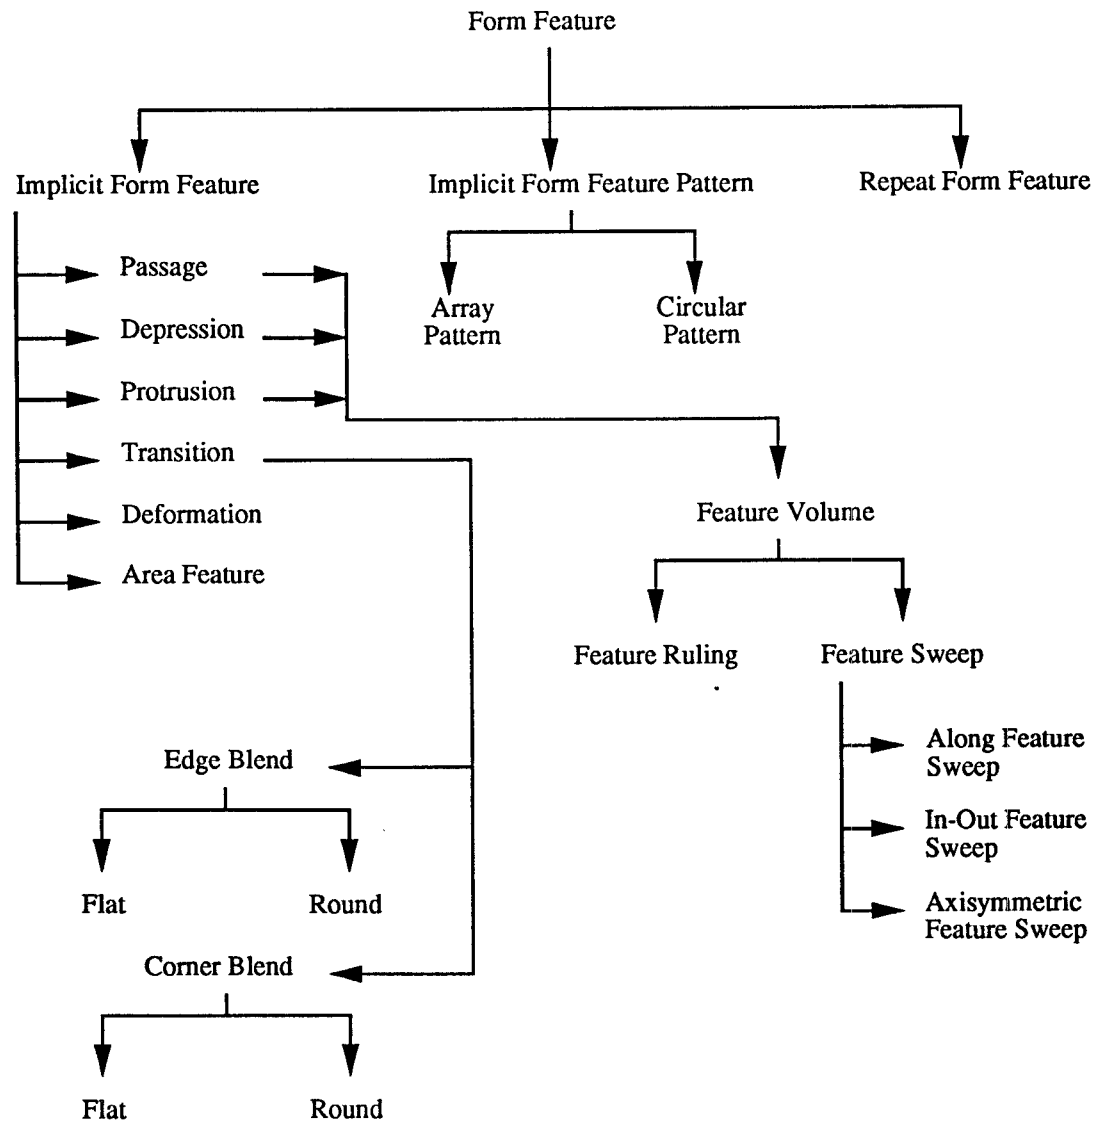 Form Feature
Implicit Form Feature
Implicit Form Feature Pattern
Repeat Form Feature
Passage
Depression
Protrusion
Transition
Deformation
Area Feature
Array
Pattern
Circular
Pattern
Feature Volume
Feature Ruling
Feature Sweep
Along Feature
Sweep
In-Out Feature
Sweep
Axisymmetric
Feature Sweep
Edge Blend
Flat
Round
Corner Blend
Flat
Round